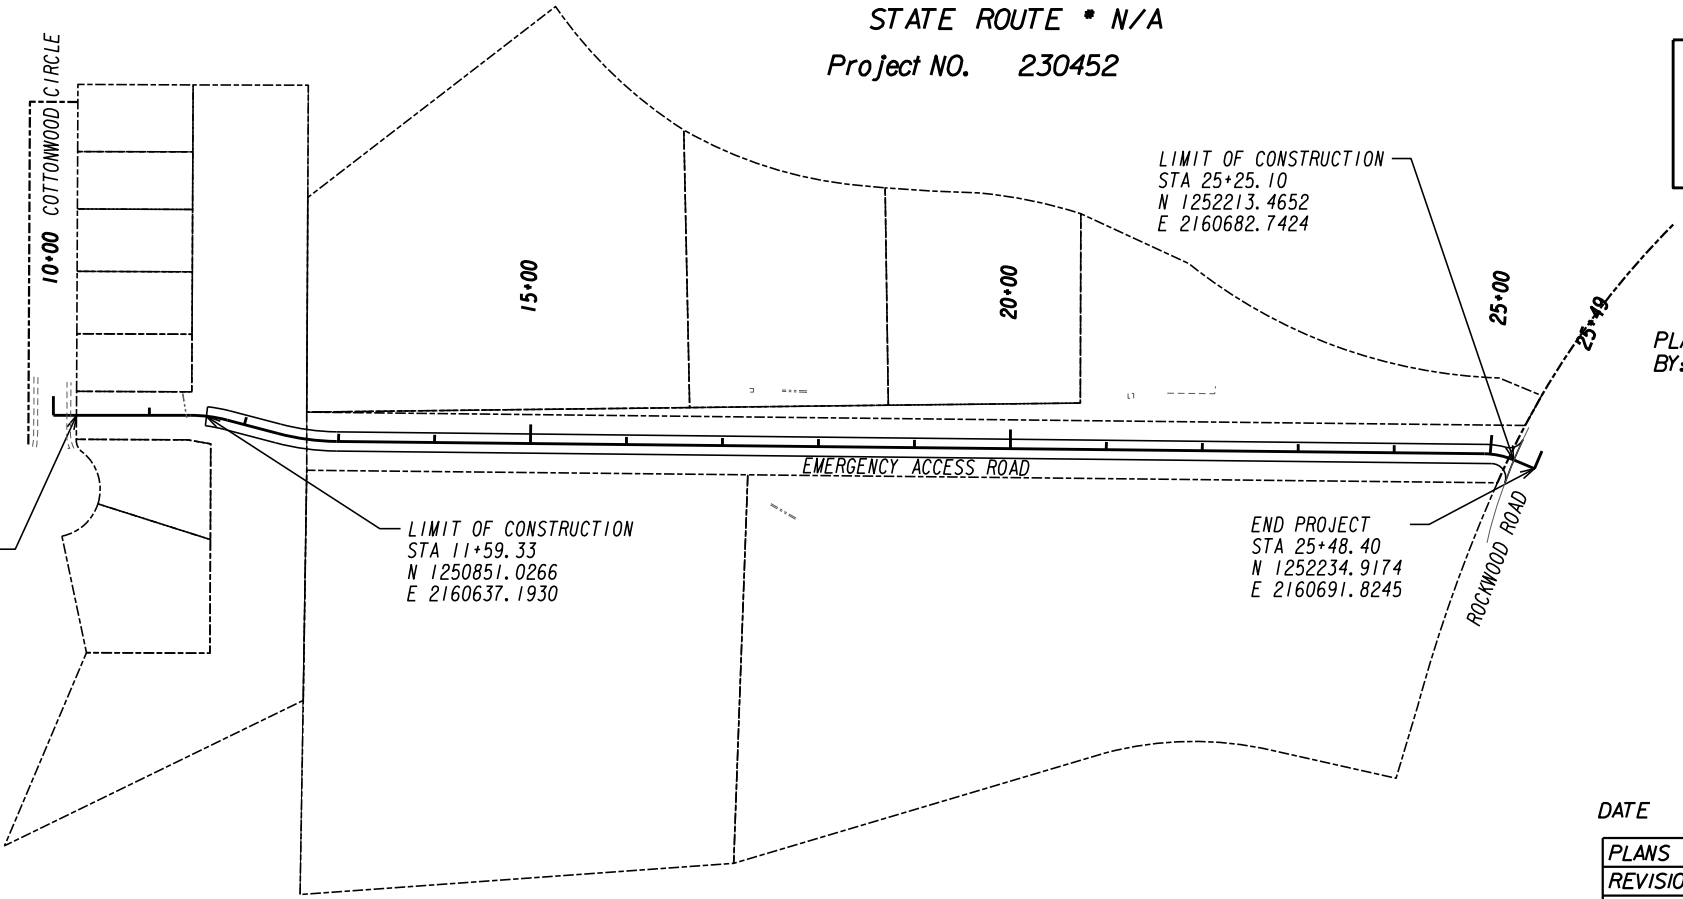 STATE ROUTE * N/A
Project NO. 230452
10+00 COTTONWOOD CIRCLE
LIMIT OF CONSTRUCTION
STA 25+25.10
N 1252213.4652
E 2160682.7424
15+00
20+00
25+00
25+49
BY:
EMERGENCY ACCESS ROAD
LIMIT OF CONSTRUCTION
STA 11+59.33
N 1250851.0266
E 2160637.1930
END PROJECT
STA 25+48.40
N 1252234.9174
E 2160691.8245
ROCKWOOD ROAD
DATE
PLANS